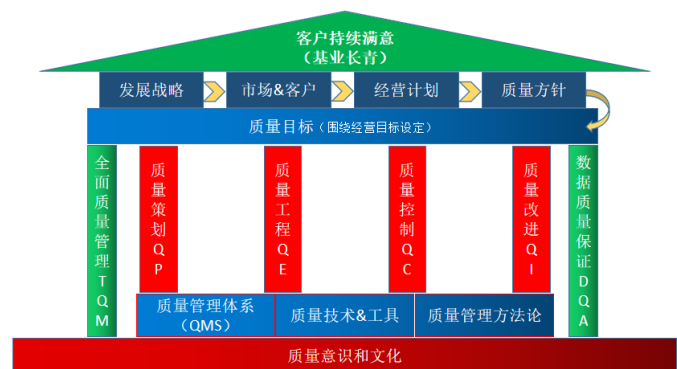 客户持续满意
（基业长青）
发展战略
市场&客户
经营计划
质量方针
质量目标（围绕经营目标设定）
全面质量管理TQM
质量策划QP
质量工程QE
质量控制QC
质量改进QI
数据质量保证DQA
质量管理体系
（QMS）
质量技术&工具
质量管理方法论
质量意识和文化